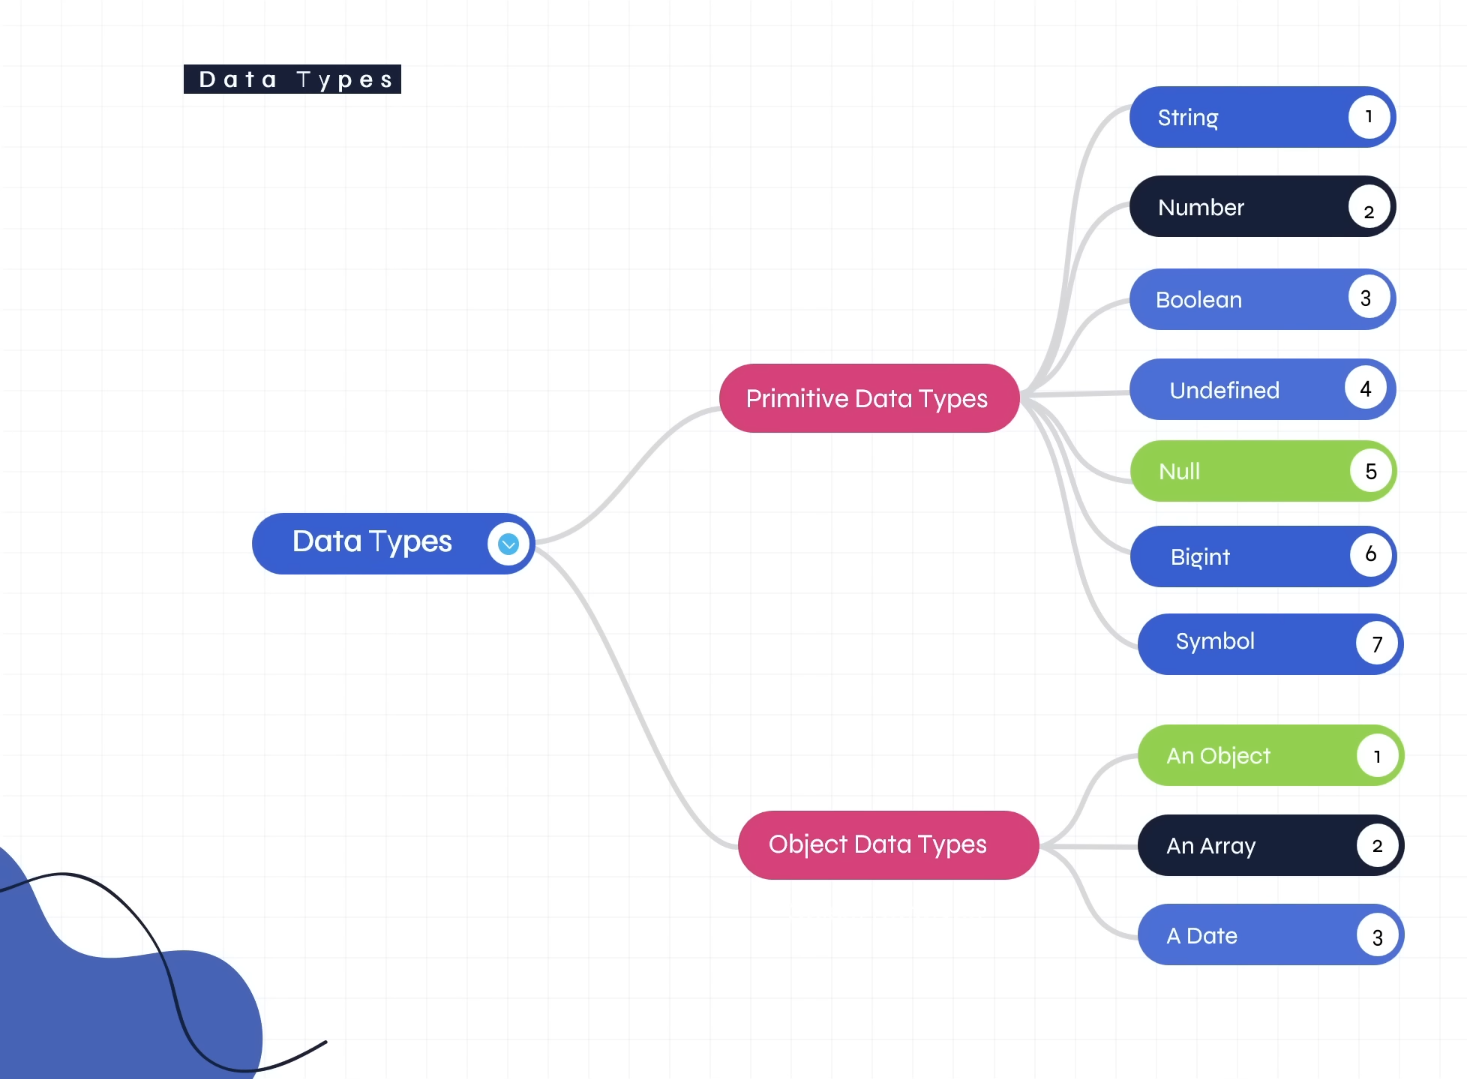 Data Types
String 1
Number 2
Boolean 3
Undefined 4
Primitive Data Types
Null 5
Data Types
Bigint 6
Symbol 7
An Object 1
Object Data Types
An Array 2
A Date 3